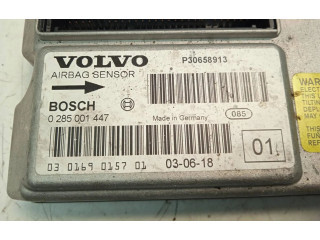 VOLVO
P30658913
AIRBAG SENSOR
BOSCH
0 285 001 447
Made in Germany
085
03 0169 0157 01
03-06-18
01